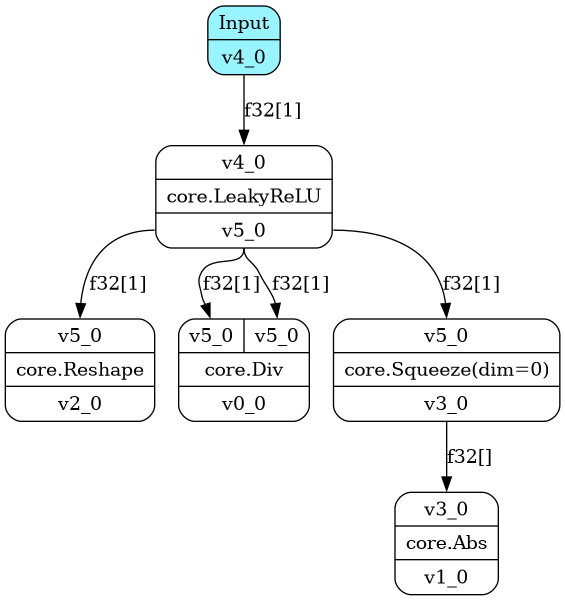 Input
v4_0
f32[1]
v4_0
core.LeakyReLU
v5_0
f32[1]
f32[1]
f32[1]
f32[1]
v5_0
core.Reshape
v2_0
v5_0 v5_0
core.Div
v0_0
v5_0
core.Squeeze(dim=0)
v3_0
f32[]
v3_0
core.Abs
v1_0